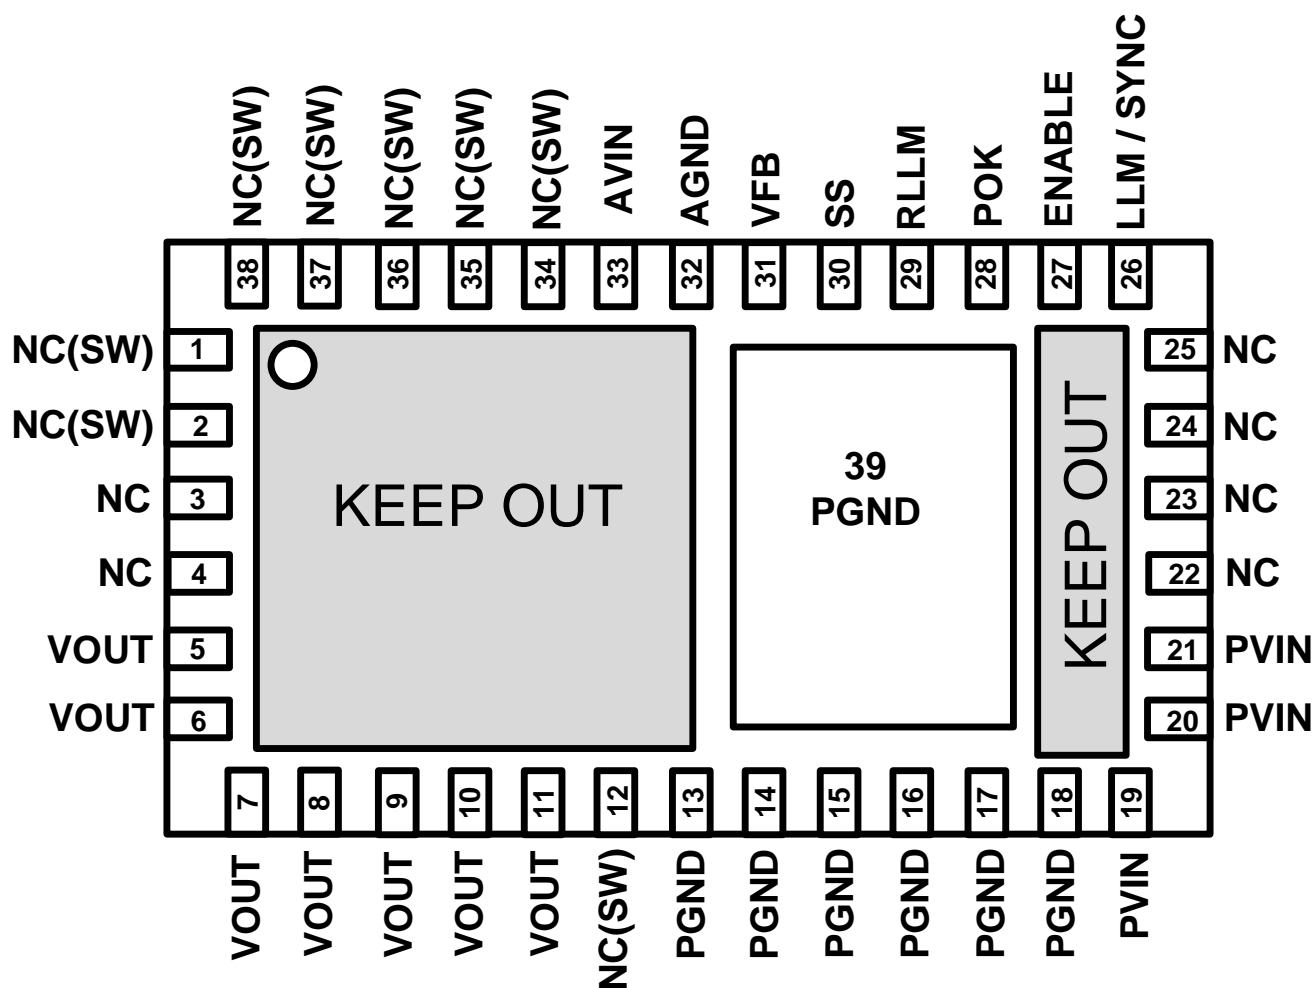 NC(SW)
NC(SW)
NC(SW)
NC(SW)
NC(SW)
AVIN
AGND
VFB
SS
RLLM
POK
ENABLE
LLM / SYNC
38
37
36
35
34
33
32
31
30
29
28
27
26
NC(SW) 1
NC(SW) 2
NC 3
NC 4
VOUT 5
VOUT 6
KEEP OUT
39
PGND
KEEP OUT
25 NC
24 NC
23 NC
22 NC
21 PVIN
20 PVIN
7
8
9
10
11
12
13
14
15
16
17
18
19
VOUT
VOUT
VOUT
VOUT
VOUT
NC(SW)
PGND
PGND
PGND
PGND
PGND
PGND
PVIN